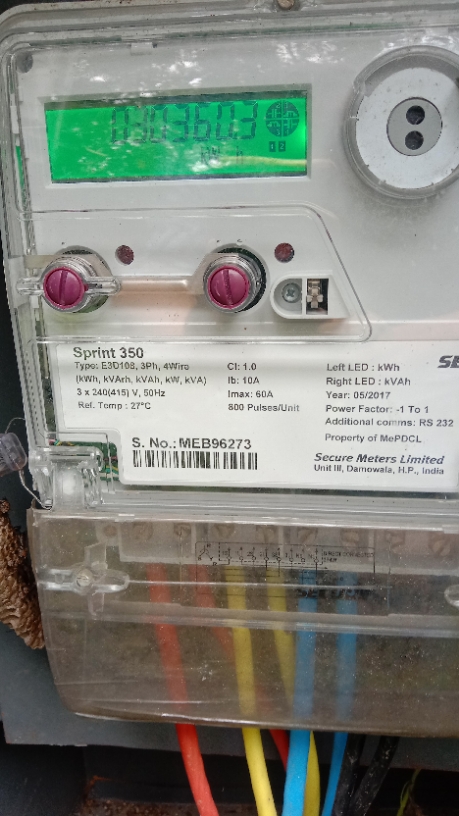 030360.3
Sprint 350
Type: E3D108, 3Ph, 4Wire
(kWh, kVArh, kVAh, kW, kVA)
3 x 240(415) V, 50Hz
Ref. Temp : 27°C
Cl: 1.0
Ib: 10A
Imax: 60A
800 Pulses/Unit
Left LED : kWh
Right LED : kVAh
Year: 05/2017
Power Factor: -1 To 1
Additional comms: RS 232
Property of MePDCL
S. No.: MEB96273
Secure Meters Limited
Unit III, Damowala, H.P., India